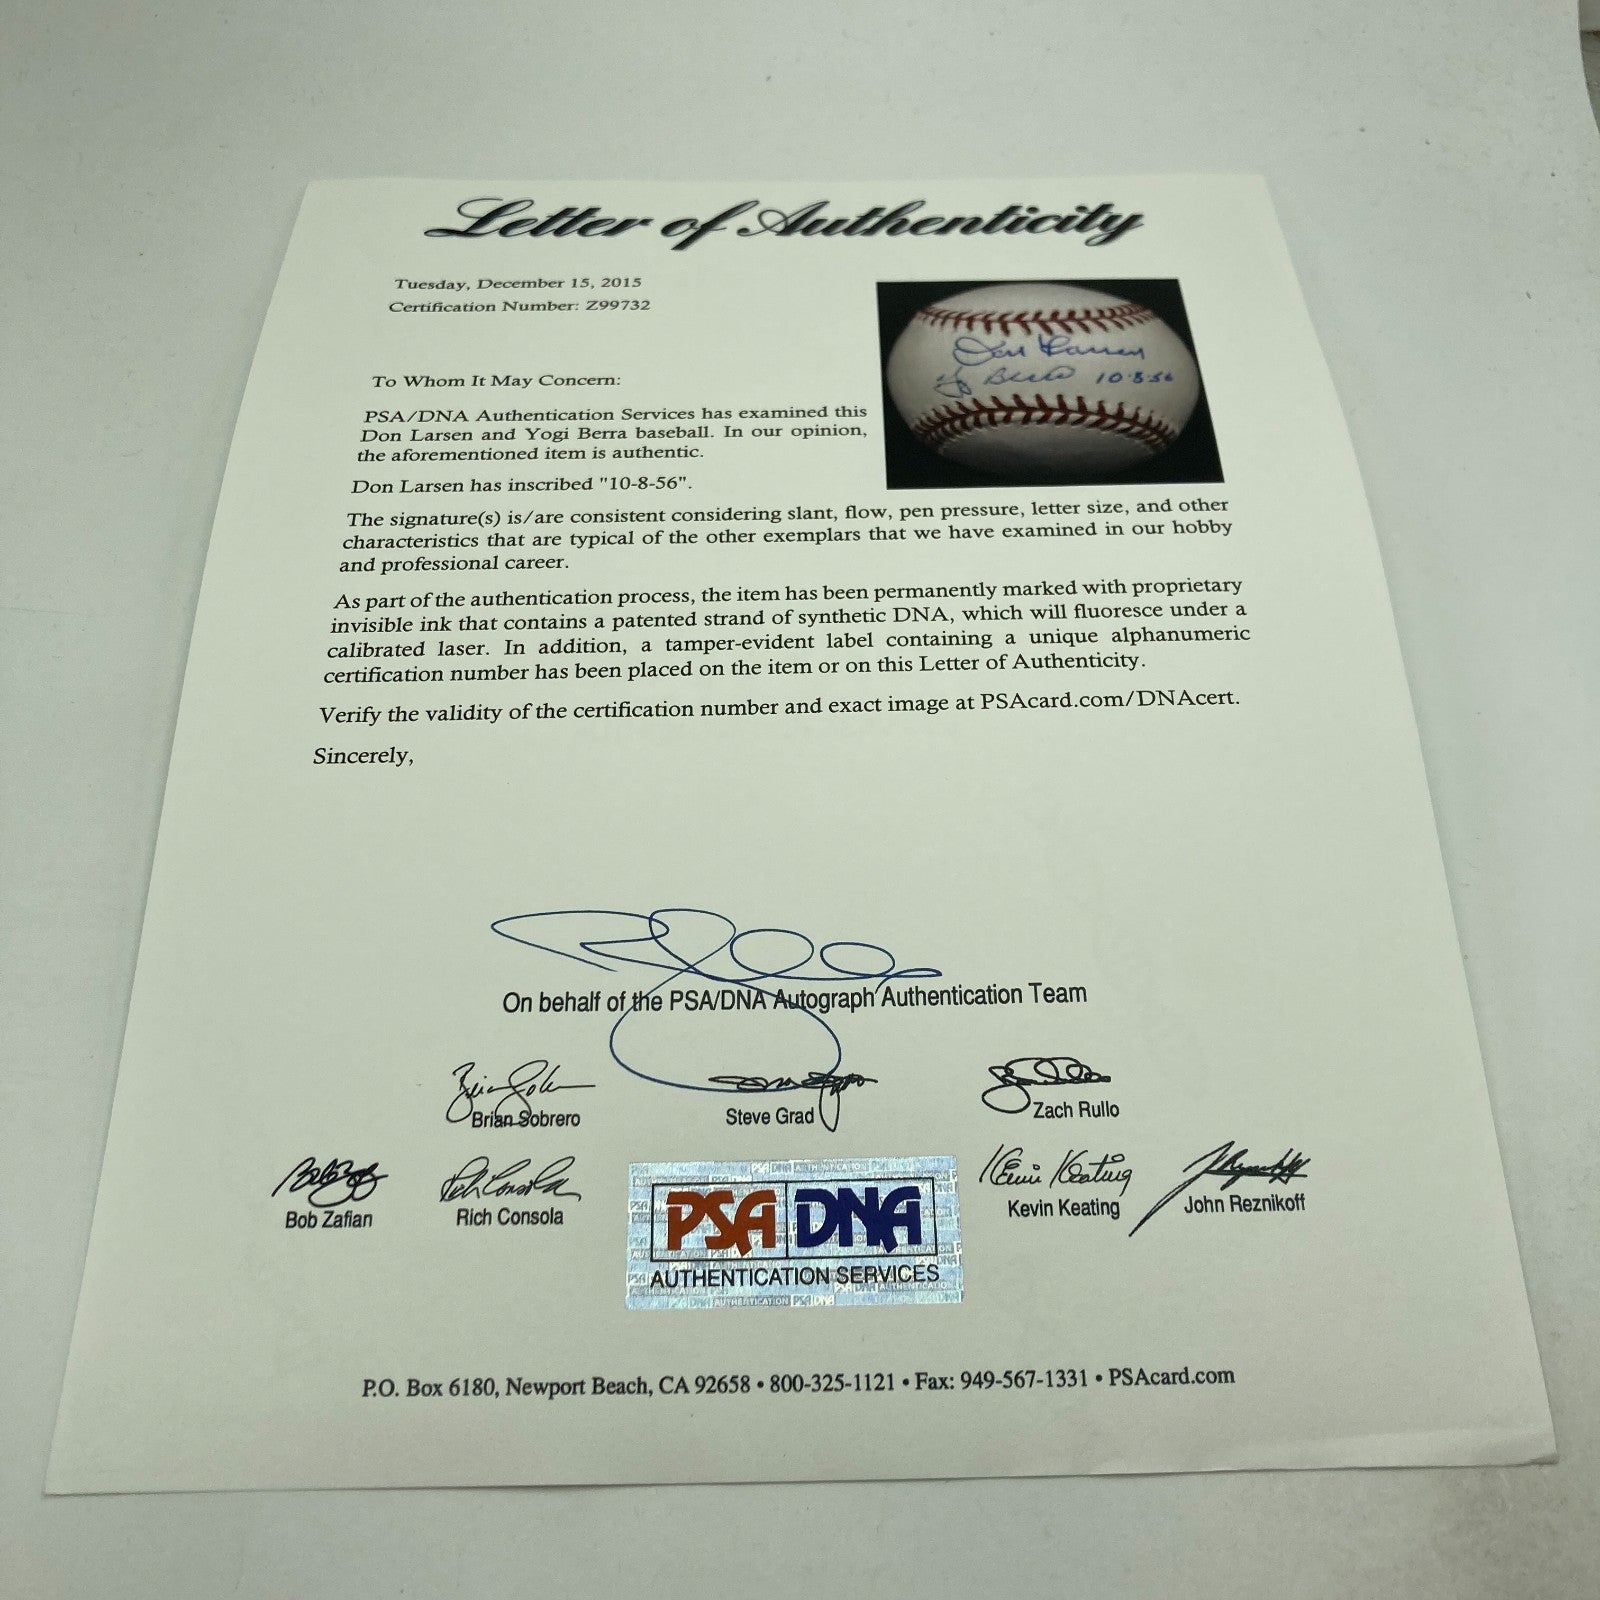 Letter of Authenticity
Tuesday, December 15, 2015
Certification Number: Z99732
Don Larsen
Berra 10-8-56
To Whom It May Concern:
PSA/DNA Authentication Services has examined this
Don Larsen and Yogi Berra baseball. In our opinion,
the aforementioned item is authentic.
Don Larsen has inscribed "10-8-56".
The signature(s) is/are consistent considering slant, flow, pen pressure, letter size, and other
characteristics that are typical of the other exemplars that we have examined in our hobby
and professional career.
As part of the authentication process, the item has been permanently marked with proprietary
invisible ink that contains a patented strand of synthetic DNA, which will fluoresce under a
calibrated laser. In addition, a tamper-evident label containing a unique alphanumeric
certification number has been placed on the item or on this Letter of Authenticity.
Verify the validity of the certification number and exact image at PSAcard.com/DNAcert.
Sincerely,
On behalf of the PSA/DNA Autograph Authentication Team
Brian Sobrero
Steve Grad
Zach Rullo
Kevin Keating
Bob Zafian
Rich Consola
Kevin Keating
John Reznikoff
PSA DNA
AUTHENTICATION SERVICES
P.O. Box 6180, Newport Beach, CA 92658 • 800-325-1121 • Fax: 949-567-1331 • PSAcard.com